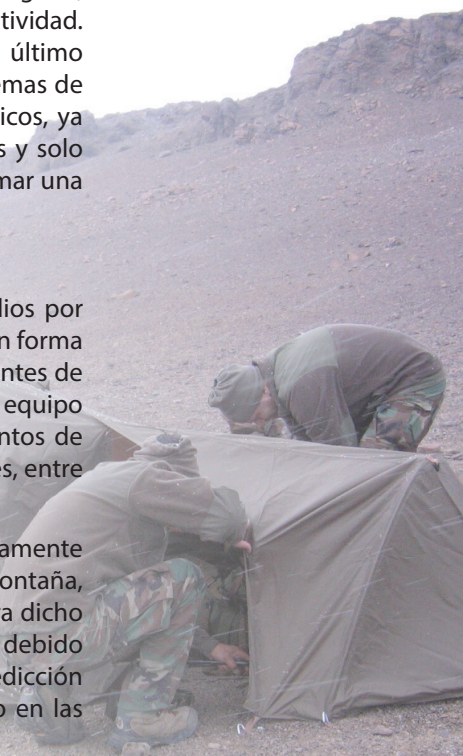 tividad.
último
emas de
icos, ya
s y solo
mar una
dios por
n forma
ntes de
equipo
ntos de
es, entre
amente
ontaña,
a dicho
debido
edicción
o en las